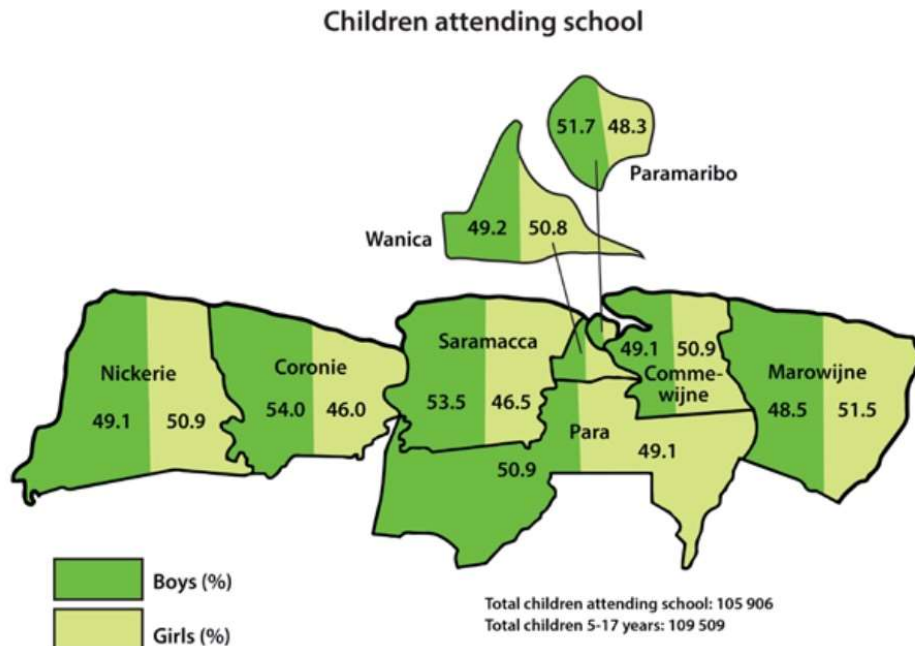 Children attending school
51.7 48.3
Paramaribo
Wanica
49.2 50.8
Nickerie
49.1 50.9
Coronie
54.0 46.0
Saramacca
53.5 46.5
49.1 50.9
Comme-
wijne
Marowijne
48.5 51.5
Para
50.9 49.1
Boys (%)
Girls (%)
Total children attending school: 105 906
Total children 5-17 years: 109 509